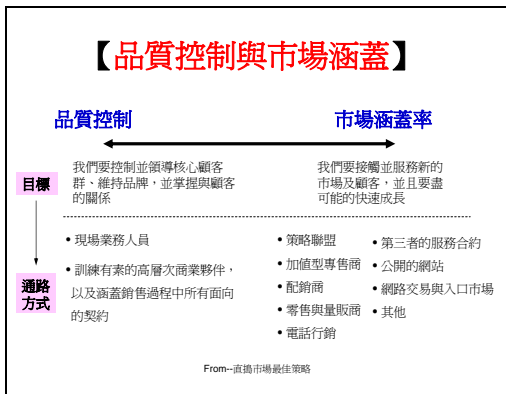 【品質控制與市場涵蓋】
品質控制
市場涵蓋率
目標
我們要控制並領導核心顧客
群、維持品牌，並掌握與顧客
的關係
我們要接觸並服務新的
市場及顧客，並且要盡
可能的快速成長
通路
方式
• 現場業務人員
• 訓練有素的高層次商業夥伴，
以及涵蓋銷售過程中所有面向
的契約
• 策略聯盟
• 加值型專售商
• 配銷商
• 零售與量販商
• 電話行銷
• 第三者的服務合約
• 公開的網站
• 網路交易與入口市場
• 其他
From--直搗市場最佳策略